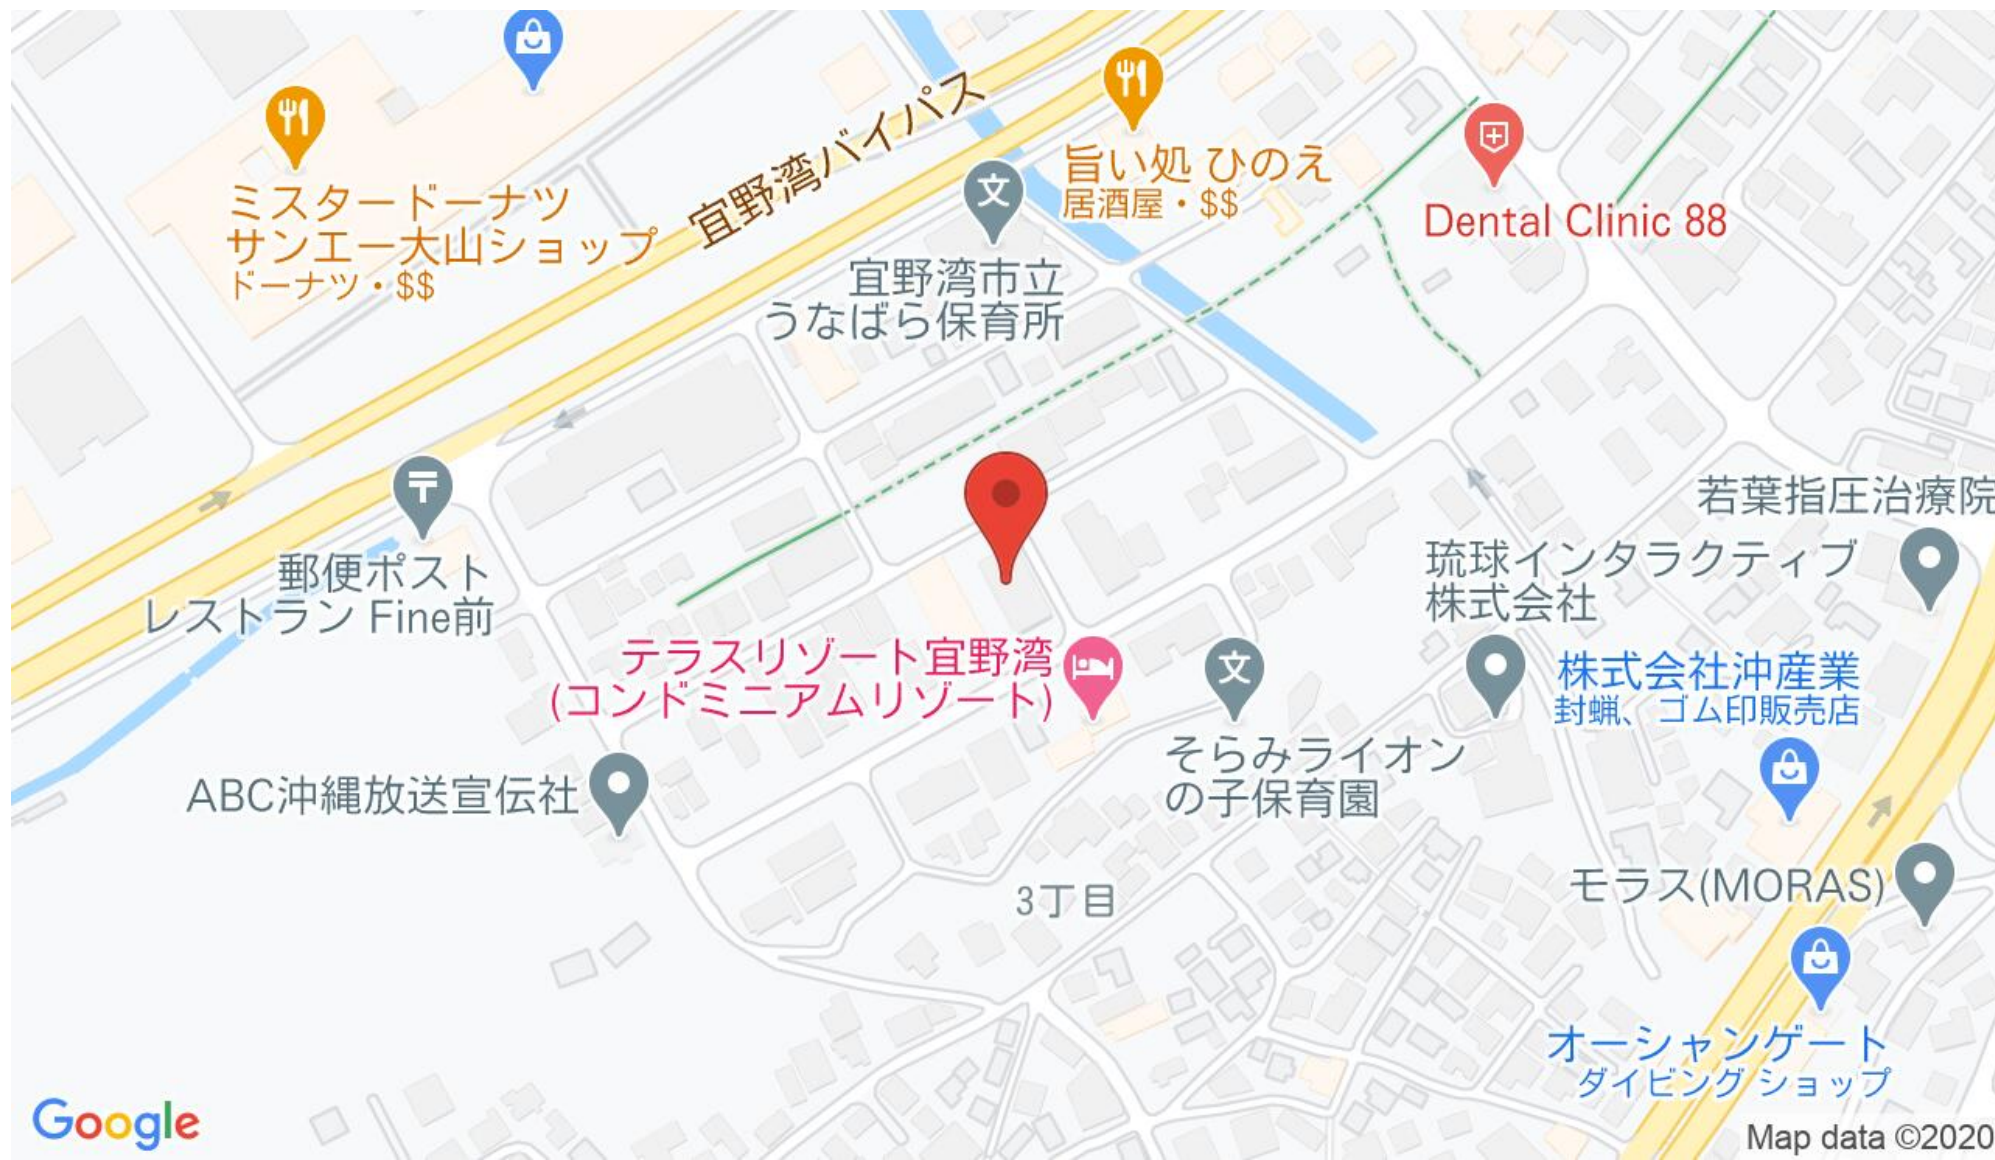 宜野湾バイパス
旨い処 ひのえ
居酒屋・$$
ミスタードーナツ
サンエー大山ショップ
ドーナツ・$$
Dental Clinic 88
宜野湾市立
うなばら保育所
若葉指圧治療院
郵便ポスト
レストラン Fine前
琉球インタラクティブ
株式会社
テラスリゾート宜野湾
(コンドミニアムリゾート)
株式会社沖産業
封蝋、ゴム印販売店
そらみライオン
の子保育園
ABC沖縄放送宣伝社
3丁目
モラス(MORAS)
オーシャンゲート
ダイビング ショップ
Google
Map data ©2020